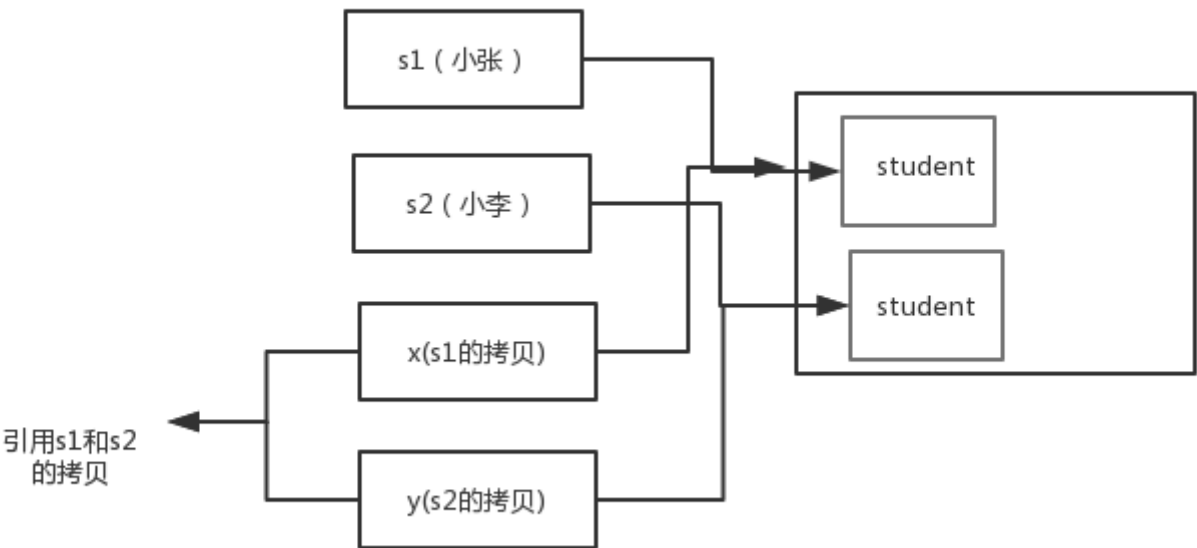 s1（小张）
student
s2（小李）
student
x(s1的拷贝)
引用s1和s2
的拷贝
y(s2的拷贝)